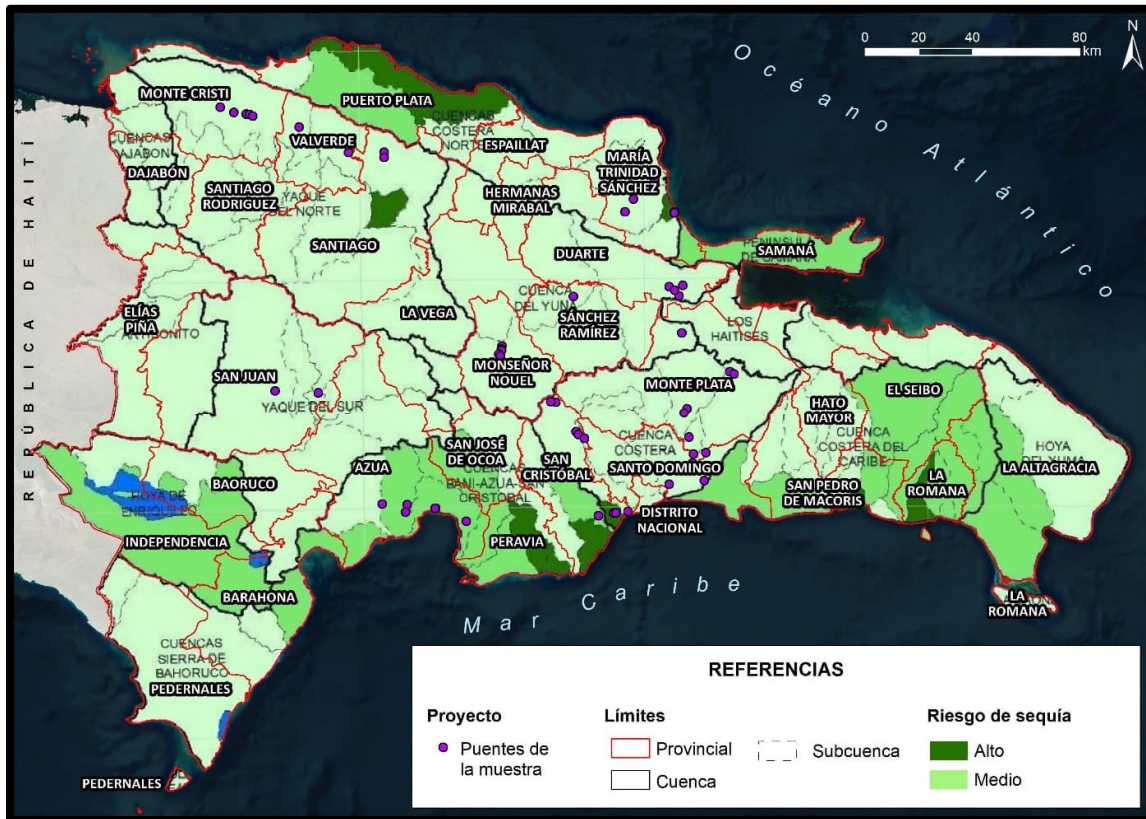 N
0 20 40 80
km
Océano Atlántico
REPÚBLICA DE HAITÍ
MONTE CRISTI
PUERTO PLATA
CUENCAS
COSTERA
NORTE
VALVERDE
ESPAILLAT
CUENCAS
DAJABON
DAJABÓN
MARÍA
TRINIDAD
SÁNCHEZ
SANTIAGO
RODRIGUEZ
YAQUE
DEL NORTE
HERMANAS
MIRABAL
SANTIAGO
DUARTE
PENINSULA
DE SAMANA
SAMANÁ
CUENCA
DEL YUNA
ELÍAS
PIÑA
ARTIBONITO
LA VEGA
SÁNCHEZ
RAMÍREZ
LOS
HAITISES
SAN JUAN
YAQUE DEL SUR
MONSEÑOR
NOUEL
MONTE PLATA
EL SEIBO
HATO
MAYOR
CUENCA
COSTERA DEL
CARIBE
SAN JOSÉ
DE OCOA
CUENCA
BANI-AZUA-SAN
CRISTOBAL
SAN
CRISTÓBAL
CUENCA
COSTERA
SANTO DOMINGO
HOYA
DEL YUMA
LA ALTAGRACIA
AZUA
BAORUCO
HOYA DE
ENRIQUILLO
SAN PEDRO
DE MACORIS
LA
ROMANA
DISTRITO
NACIONAL
INDEPENDENCIA
PERAVIA
BARAHONA
Mar Caribe
LA
ROMANA
CUENCAS
SIERRA DE
BAHORUCO
PEDERNALES
PEDERNALES
REFERENCIAS
Proyecto
Puentes de
la muestra
Límites
Provincial
Cuenca
Subcuenca
Riesgo de sequía
Alto
Medio